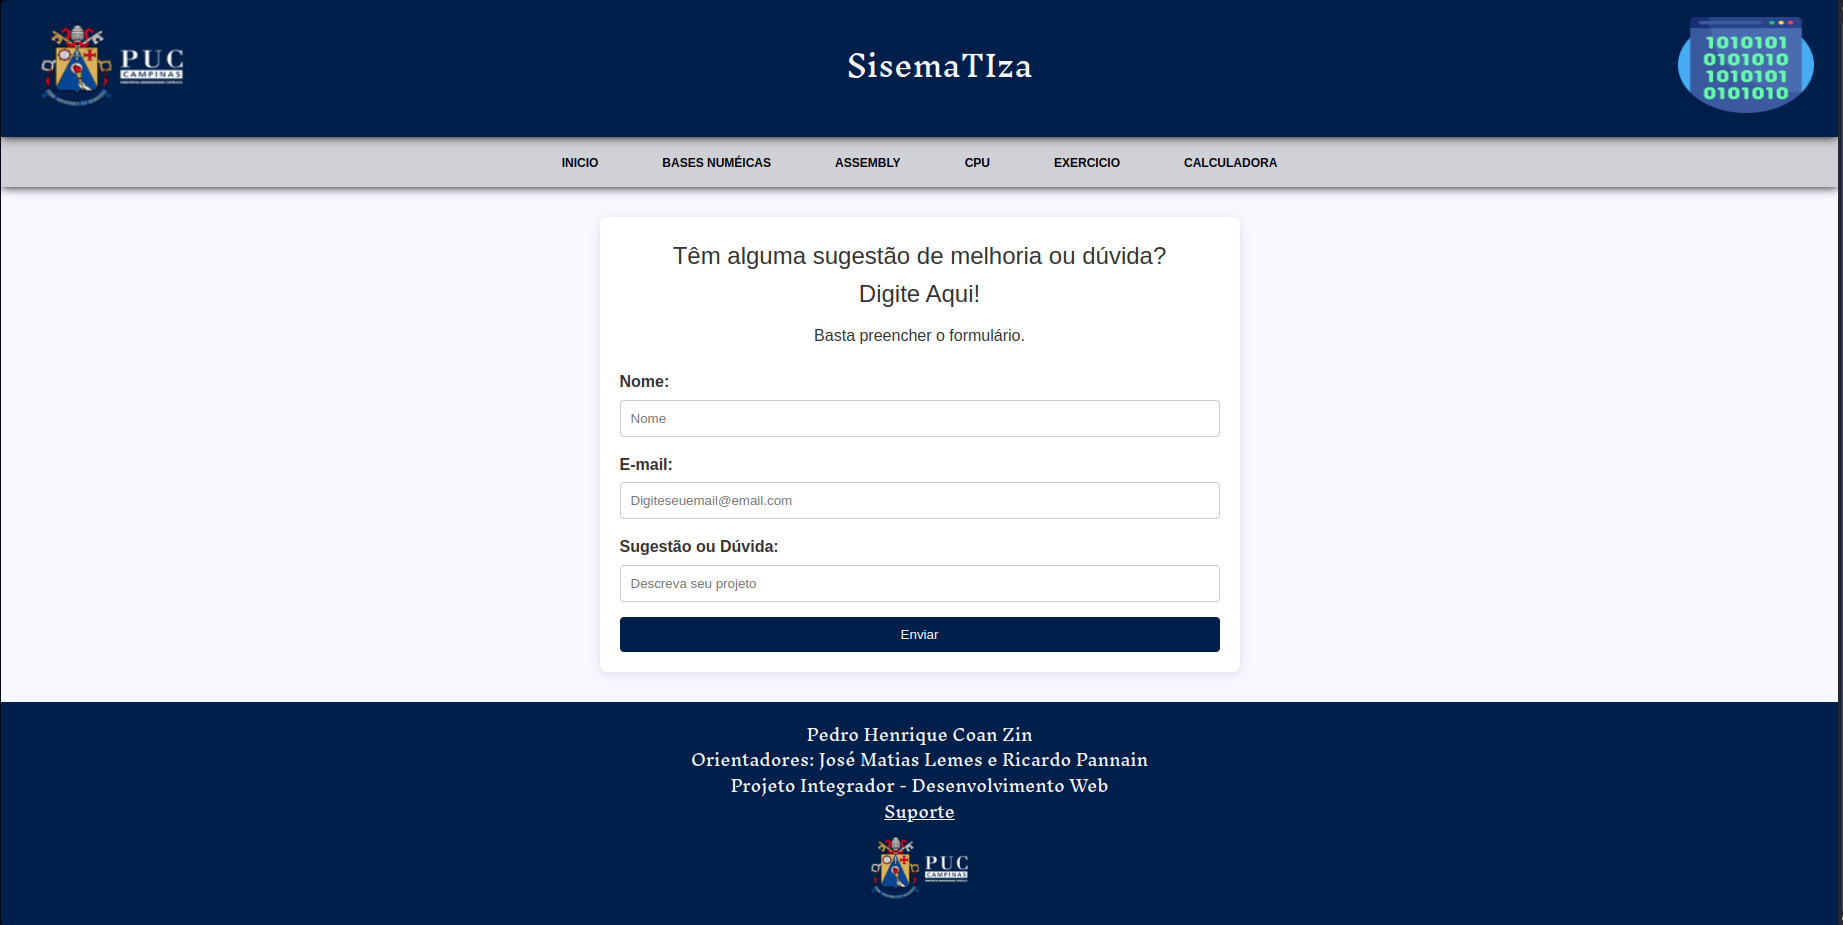 PUC
CAMPINAS
SisemaTIza
1010101
0101010
1010101
0101010
INICIO
BASES NUMÉICAS
ASSEMBLY
CPU
EXERCICIO
CALCULADORA
Têm alguma sugestão de melhoria ou dúvida?
Digite Aqui!
Basta preencher o formulário.
Nome:
Nome
E-mail:
Digiteseuemail@email.com
Sugestão ou Dúvida:
Descreva seu projeto
Enviar
Pedro Henrique Coan Zin
Orientadores: José Matias Lemes e Ricardo Pannain
Projeto Integrador - Desenvolvimento Web
Suporte
PUC
CAMPINAS